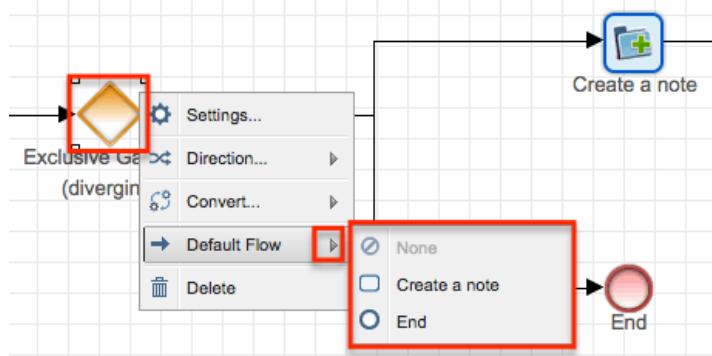 Create a note
Settings...
Exclusive Ga
Direction...
(divergin
Convert...
Default Flow
None
Delete
Create a note
End
End